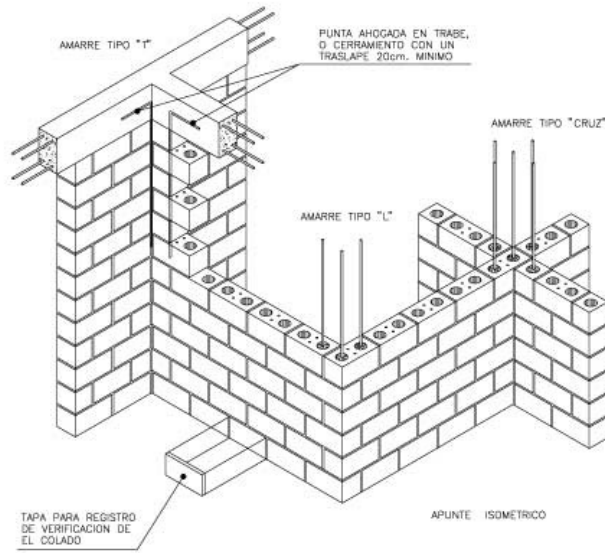 AMARRE TIPO "T"
PUNTA AHOGADA EN TRABE,
O CERRAMIENTO CON UN
TRASLAPE 20cm. MINIMO
AMARRE TIPO "CRUZ"
AMARRE TIPO "L"
TAPA PARA REGISTRO
DE VERIFICACION DE
EL COLADO
APUNTE ISOMETRICO